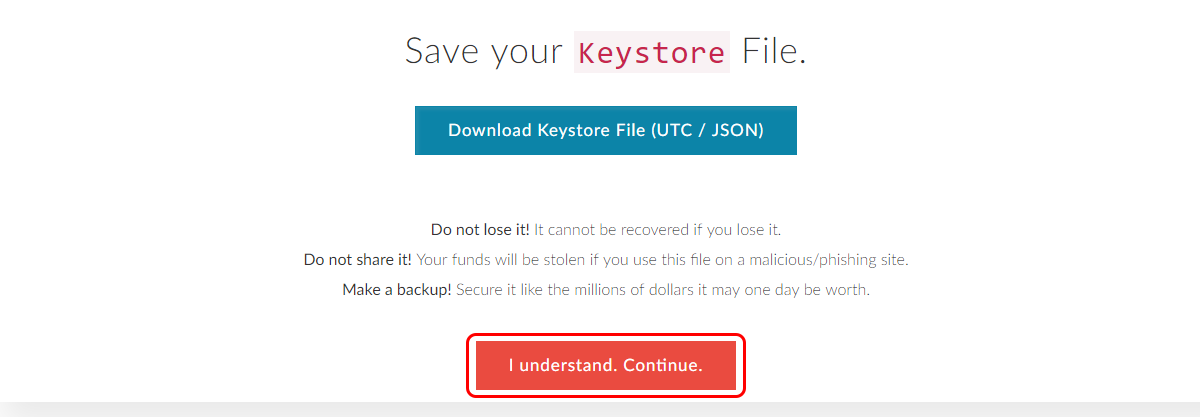 Save your Keystore File.
Download Keystore File (UTC / JSON)
Do not lose it! It cannot be recovered if you lose it.
Do not share it! Your funds will be stolen if you use this file on a malicious/phishing site.
Make a backup! Secure it like the millions of dollars it may one day be worth.
I understand. Continue.